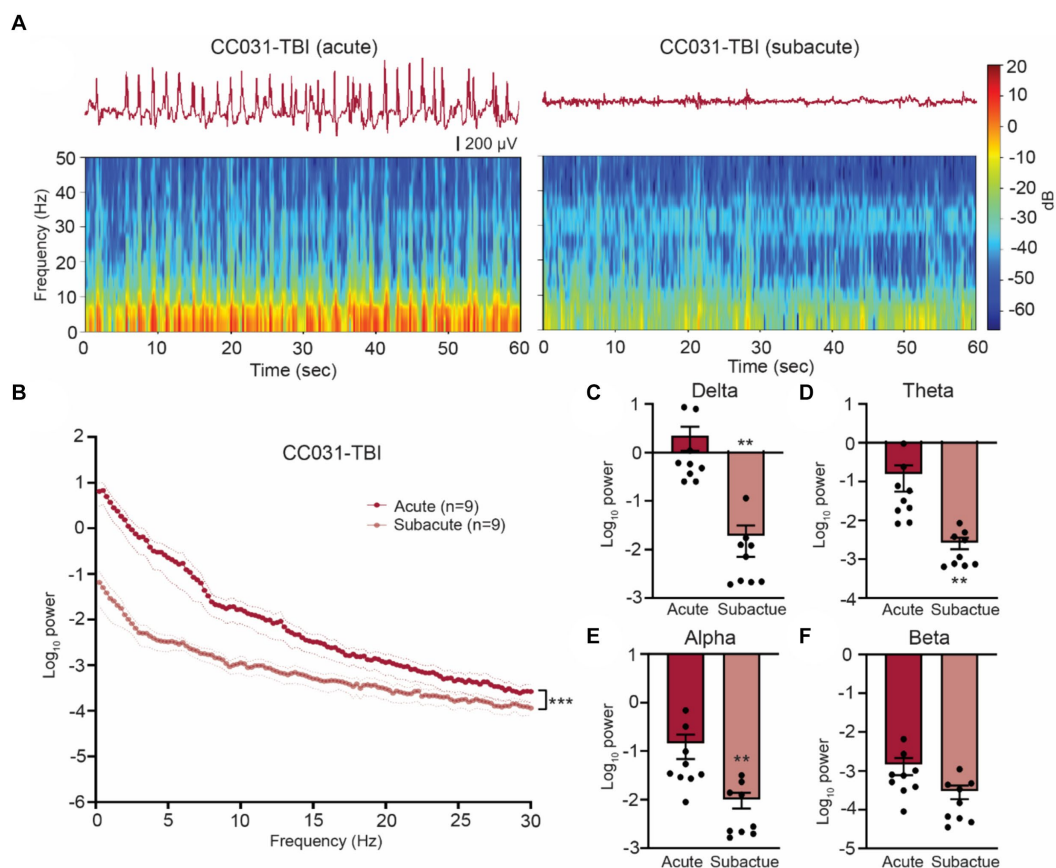 A
CC031-TBI (acute)
CC031-TBI (subacute)
200 µV
50
40
30
20
10
0
Frequency (Hz)
0 10 20 30 40 50 60
Time (sec)
0 10 20 30 40 50 60
Time (sec)
20
10
0
-10
-20
-30
-40
-50
-60
dB
B
CC031-TBI
Acute (n=9)
Subacute (n=9)
2
1
0
-1
-2
-3
-4
-5
-6
Log10 power
***
0 5 10 15 20 25 30
Frequency (Hz)
C
Delta
1
0
-1
-2
-3
Log10 power
**
Acute Subactue
D
Theta
1
0
-1
-2
-3
-4
Log10 power
**
Acute Subactue
E
Alpha
1
0
-1
-2
-3
Log10 power
**
Acute Subactue
F
Beta
0
-1
-2
-3
-4
-5
Log10 power
Acute Subactue